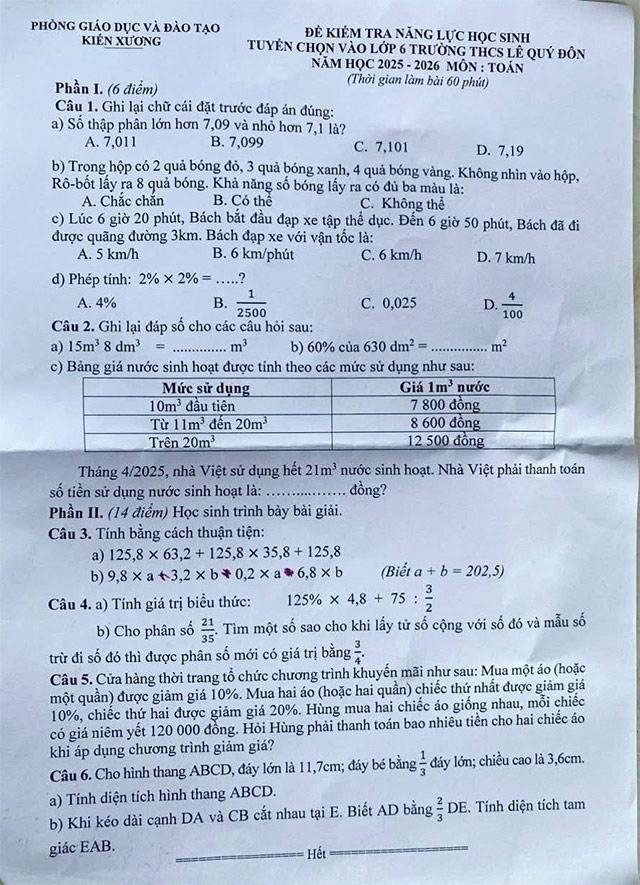 PHÒNG GIÁO DỤC VÀ ĐÀO TẠO
KIẾN XƯƠNG
ĐỀ KIỂM TRA NĂNG LỰC HỌC SINH
TUYỂN CHỌN VÀO LỚP 6 TRƯỜNG THCS LÊ QUÝ ĐÔN
NĂM HỌC 2025 - 2026 MÔN : TOÁN
(Thời gian làm bài 60 phút)
Phần I. (6 điểm)
Câu 1. Ghi lại chữ cái đặt trước đáp án đúng:
a) Số thập phân lớn hơn 7,09 và nhỏ hơn 7,1 là?
A. 7,011 B. 7,099 C. 7,101 D. 7,19
b) Trong hộp có 2 quả bóng đỏ, 3 quả bóng xanh, 4 quả bóng vàng. Không nhìn vào hộp,
Rô-bốt lấy ra 8 quả bóng. Khả năng số bóng lấy ra có đủ ba màu là:
A. Chắc chắn B. Có thể C. Không thể
c) Lúc 6 giờ 20 phút, Bách bắt đầu đạp xe tập thể dục. Đến 6 giờ 50 phút, Bách đã đi
được quãng đường 3km. Bách đạp xe với vận tốc là:
A. 5 km/h B. 6 km/phút C. 6 km/h D. 7 km/h
d) Phép tính: 2% × 2% = …..?
A. 4% B. 1/2500 C. 0,025 D. 4/100
Câu 2. Ghi lại đáp số cho các câu hỏi sau:
a) 15m³ 8 dm³ = .............. m³ b) 60% của 630 dm² = .............. m²
c) Bảng giá nước sinh hoạt được tính theo các mức sử dụng như sau:
Mức sử dụng Giá 1m³ nước
10m³ đầu tiên 7 800 đồng
Từ 11m³ đến 20m³ 8 600 đồng
Trên 20m³ 12 500 đồng
Tháng 4/2025, nhà Việt sử dụng hết 21m³ nước sinh hoạt. Nhà Việt phải thanh toán
số tiền sử dụng nước sinh hoạt là: ................. đồng?
Phần II. (14 điểm) Học sinh trình bày bài giải.
Câu 3. Tính bằng cách thuận tiện:
a) 125,8 × 63,2 + 125,8 × 35,8 + 125,8
b) 9,8 × a + 3,2 × b + 0,2 × a + 6,8 × b (Biết a + b = 202,5)
Câu 4. a) Tính giá trị biểu thức: 125% × 4,8 + 75 : 3/2
b) Cho phân số 21/35. Tìm một số sao cho khi lấy tử số cộng với số đó và mẫu số
trừ đi số đó thì được phân số mới có giá trị bằng 3/4.
Câu 5. Cửa hàng thời trang tổ chức chương trình khuyến mãi như sau: Mua một áo (hoặc
một quần) được giảm giá 10%. Mua hai áo (hoặc hai quần) chiếc thứ nhất được giảm giá
10%, chiếc thứ hai được giảm giá 20%. Hùng mua hai chiếc áo giống nhau, mỗi chiếc
có giá niêm yết 120 000 đồng. Hỏi Hùng phải thanh toán bao nhiêu tiền cho hai chiếc áo
khi áp dụng chương trình giảm giá?
Câu 6. Cho hình thang ABCD, đáy lớn là 11,7cm; đáy bé bằng 1/3 đáy lớn; chiều cao là 3,6cm.
a) Tính diện tích hình thang ABCD.
b) Khi kéo dài cạnh DA và CB cắt nhau tại E. Biết AD bằng 2/3 DE. Tính diện tích tam
giác EAB.
Hết